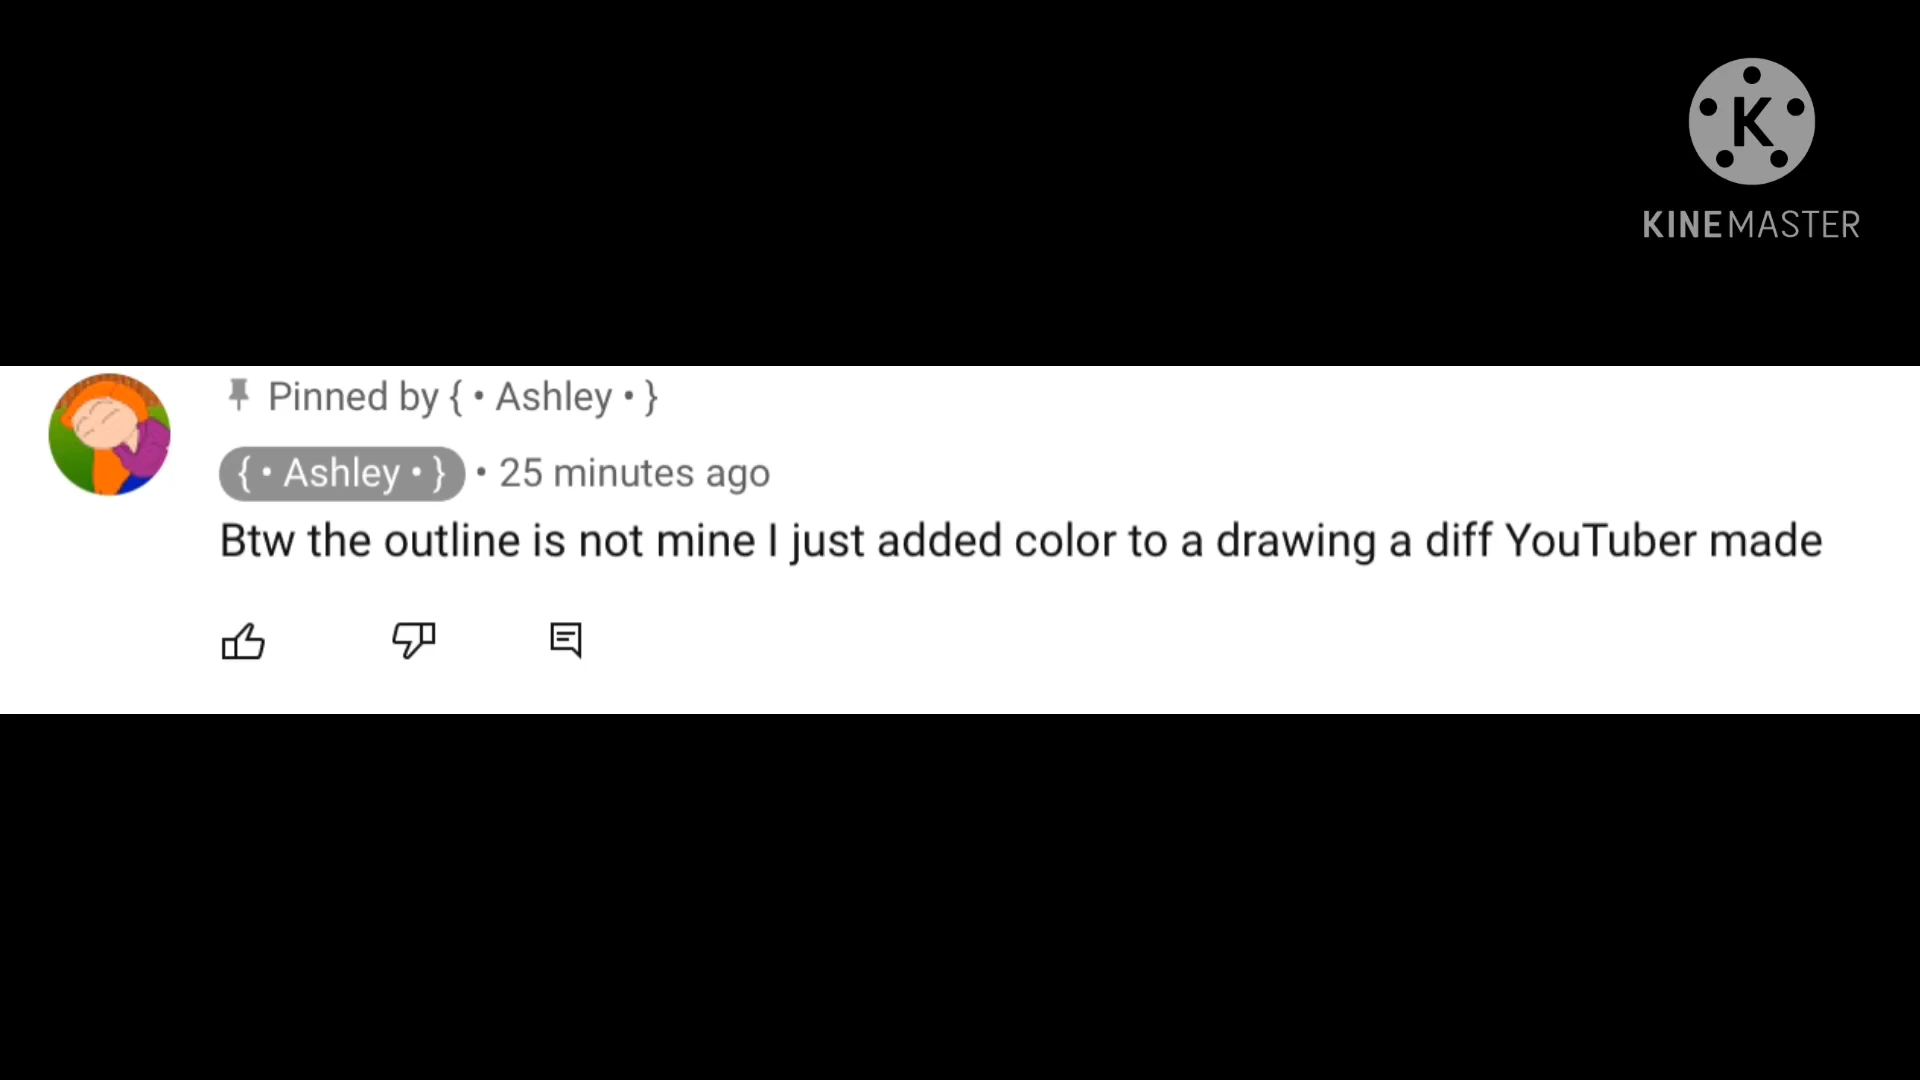 K
KINEMASTER
Pinned by { • Ashley • }
{ • Ashley • } • 25 minutes ago
Btw the outline is not mine I just added color to a drawing a diff YouTuber made